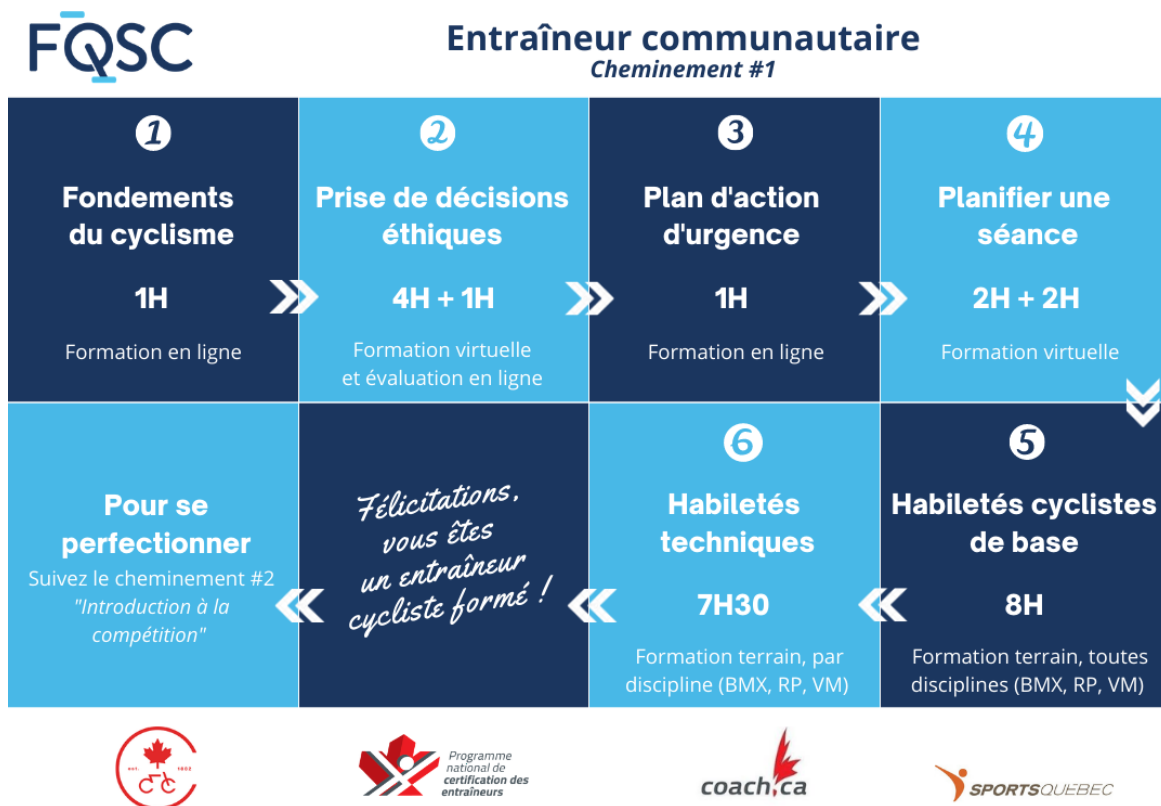 FQSC
Entraîneur communautaire
Cheminement #1
1
Fondements
du cyclisme
1H
Formation en ligne
2
Prise de décisions
éthiques
4H + 1H
Formation virtuelle
et évaluation en ligne
3
Plan d'action
d'urgence
1H
Formation en ligne
4
Planifier une
séance
2H + 2H
Formation virtuelle
5
Habiletés cyclistes
de base
8H
Formation terrain, toutes
disciplines (BMX, RP, VM)
6
Habiletés
techniques
7H30
Formation terrain, par
discipline (BMX, RP, VM)
Félicitations,
vous êtes
un entraîneur
cycliste formé !
Pour se
perfectionner
Suivez le cheminement #2
"Introduction à la
compétition"
Programme
national de
certification des
entraîneurs
coach.ca
SPORTSQUEBEC